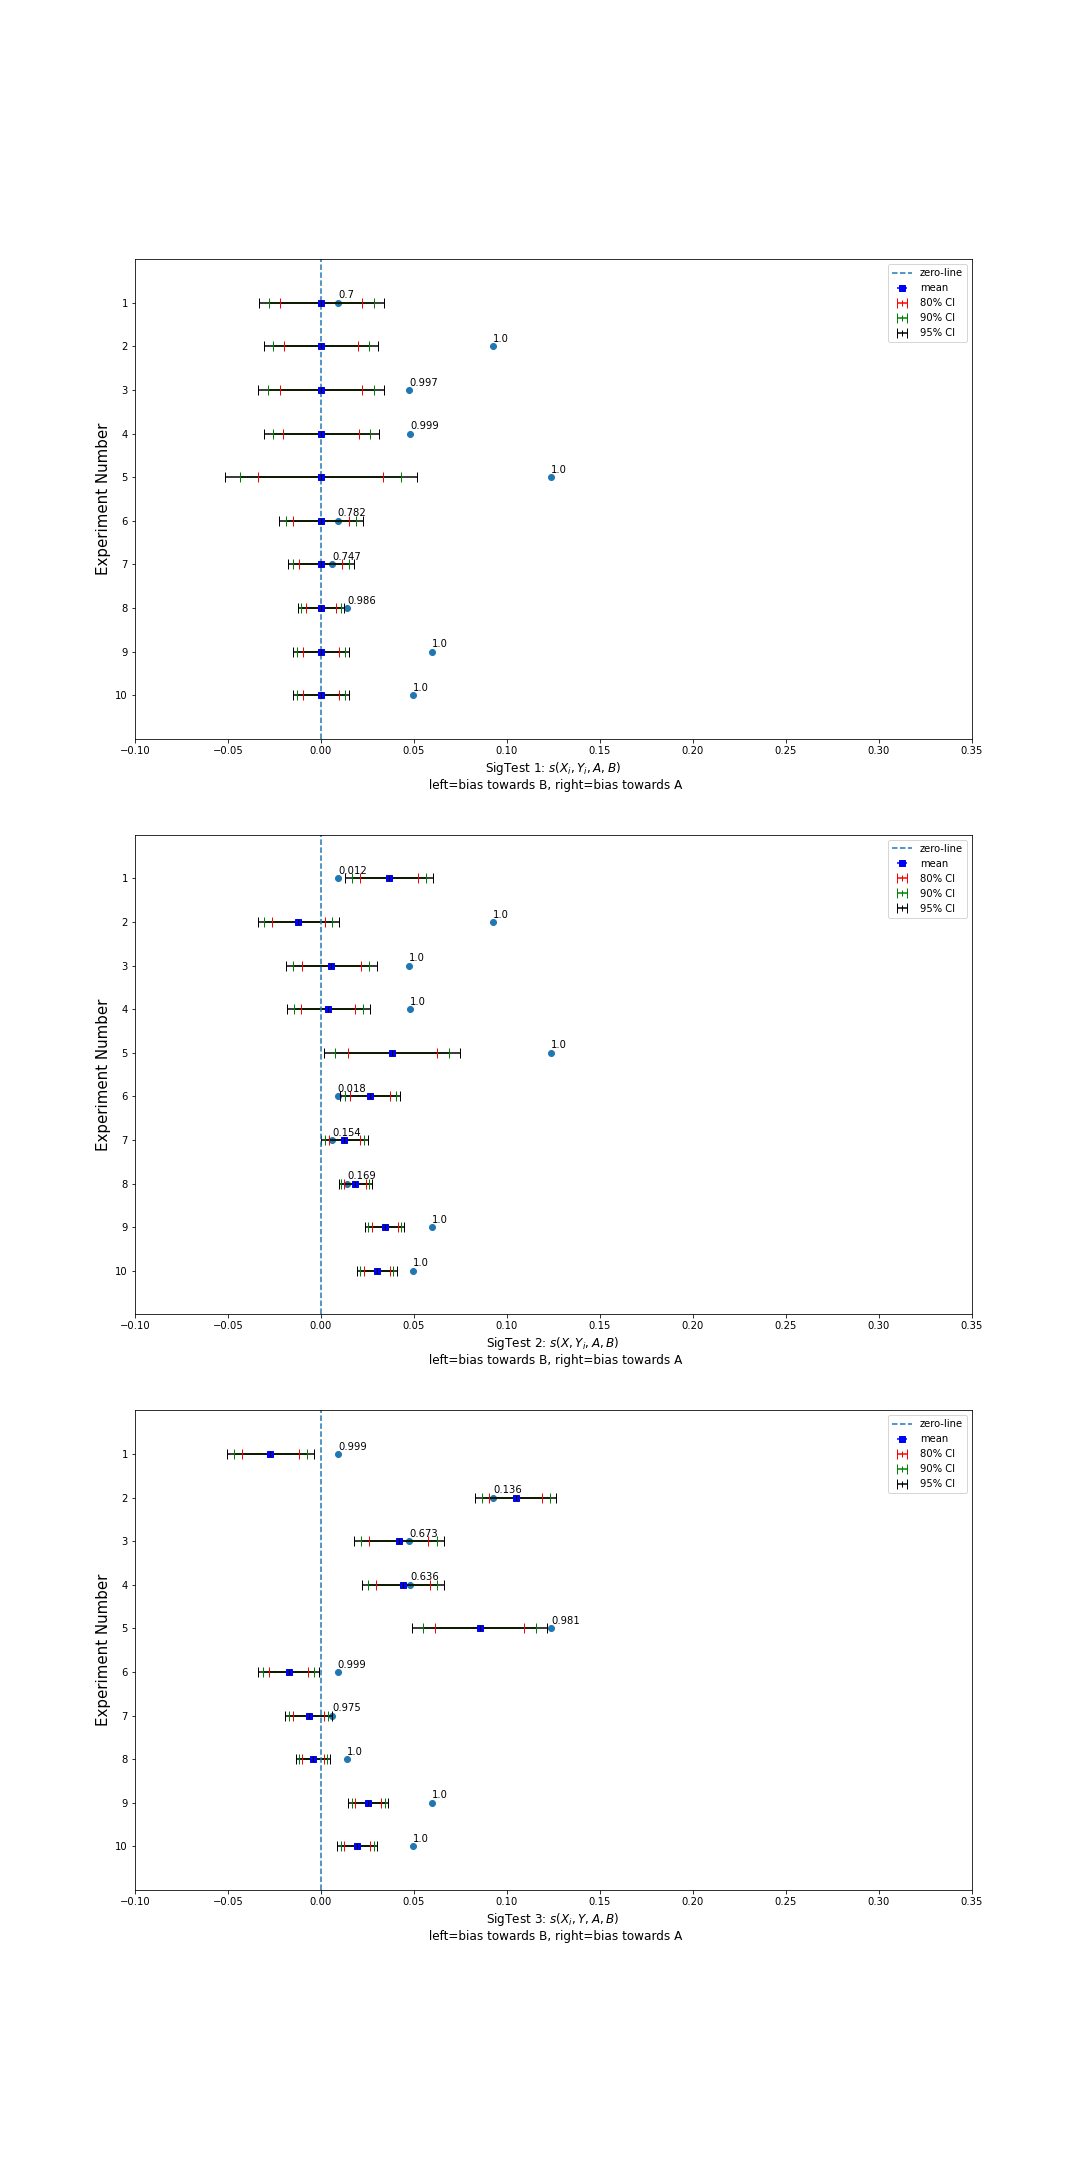 zero-line
mean
80% CI
90% CI
95% CI
Experiment Number
1
2
3
4
5
6
7
8
9
10
0.7
1.0
0.997
0.999
1.0
0.782
0.747
0.986
1.0
1.0
−0.10 −0.05 0.00 0.05 0.10 0.15 0.20 0.25 0.30 0.35
SigTest 1: s(Xᵢ, Yᵢ, A, B)
left=bias towards B, right=bias towards A
zero-line
mean
80% CI
90% CI
95% CI
Experiment Number
1
2
3
4
5
6
7
8
9
10
0.012
1.0
1.0
1.0
1.0
0.018
0.154
0.169
1.0
1.0
−0.10 −0.05 0.00 0.05 0.10 0.15 0.20 0.25 0.30 0.35
SigTest 2: s(X, Yᵢ, A, B)
left=bias towards B, right=bias towards A
zero-line
mean
80% CI
90% CI
95% CI
Experiment Number
1
2
3
4
5
6
7
8
9
10
0.999
0.136
0.673
0.636
0.981
0.999
0.975
1.0
1.0
1.0
−0.10 −0.05 0.00 0.05 0.10 0.15 0.20 0.25 0.30 0.35
SigTest 3: s(Xᵢ, Y, A, B)
left=bias towards B, right=bias towards A